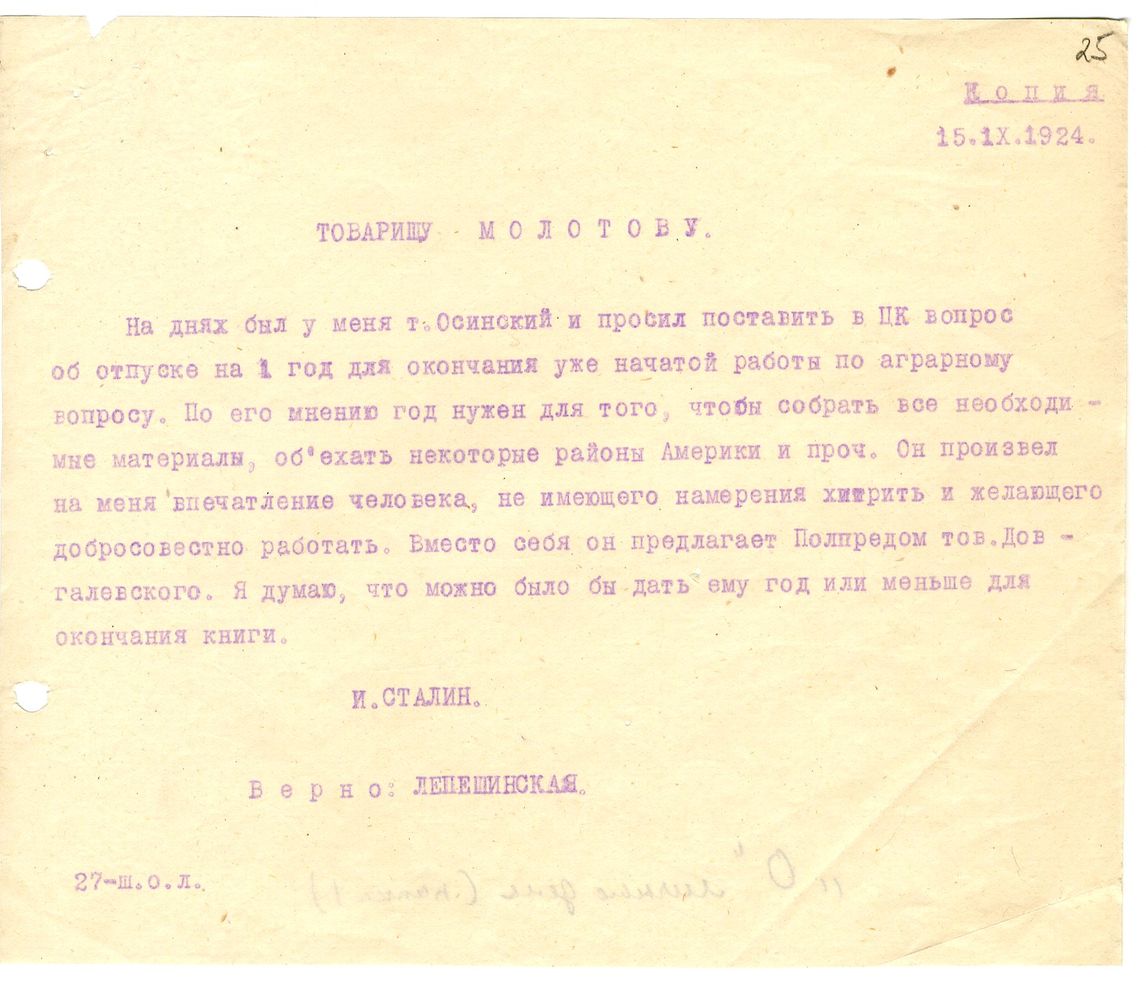 25
Копия
15.IX.1924.
ТОВАРИЩУ МОЛОТОВУ.
На днях был у меня т.Осинский и просил поставить в ЦК вопрос
об отпуске на 1 год для окончания уже начатой работы по аграрному
вопросу. По его мнению год нужен для того, чтобы собрать все необходи -
мые материалы, об'ехать некоторые районы Америки и проч. Он произвел
на меня впечатление человека, не имеющего намерения хитрить и желающего
добросовестно работать. Вместо себя он предлагает Полпредом тов.Дов -
галевского. Я думаю, что можно было бы дать ему год или меньше для
окончания книги.
И.СТАЛИН.
Верно: ЛЕПЕШИНСКАЯ.
27-ш.о.л.